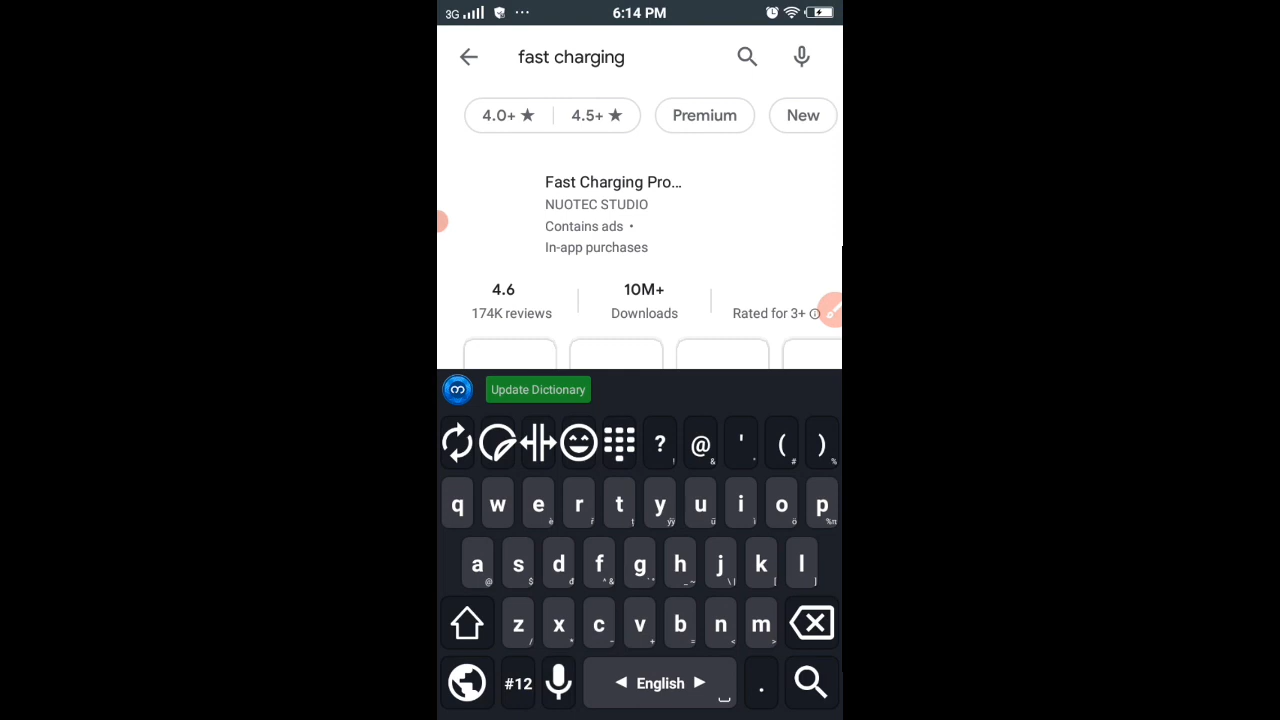 3G ... 6:14 PM
fast charging
4.0+ ★ 4.5+ ★ Premium New
Fast Charging Pro...
NUOTEC STUDIO
Contains ads •
In-app purchases
4.6 10M+
174K reviews Downloads Rated for 3+
Update Dictionary
? ! @ & ' ( # ) %
q w e è r ř t ţ y ýÿ u ü i ì o ö p %
a @ s $ d đ f ^& g h _~ j \| k [ l ]
z / x * c - v + b = n < m >
#12 ◄ English ► .